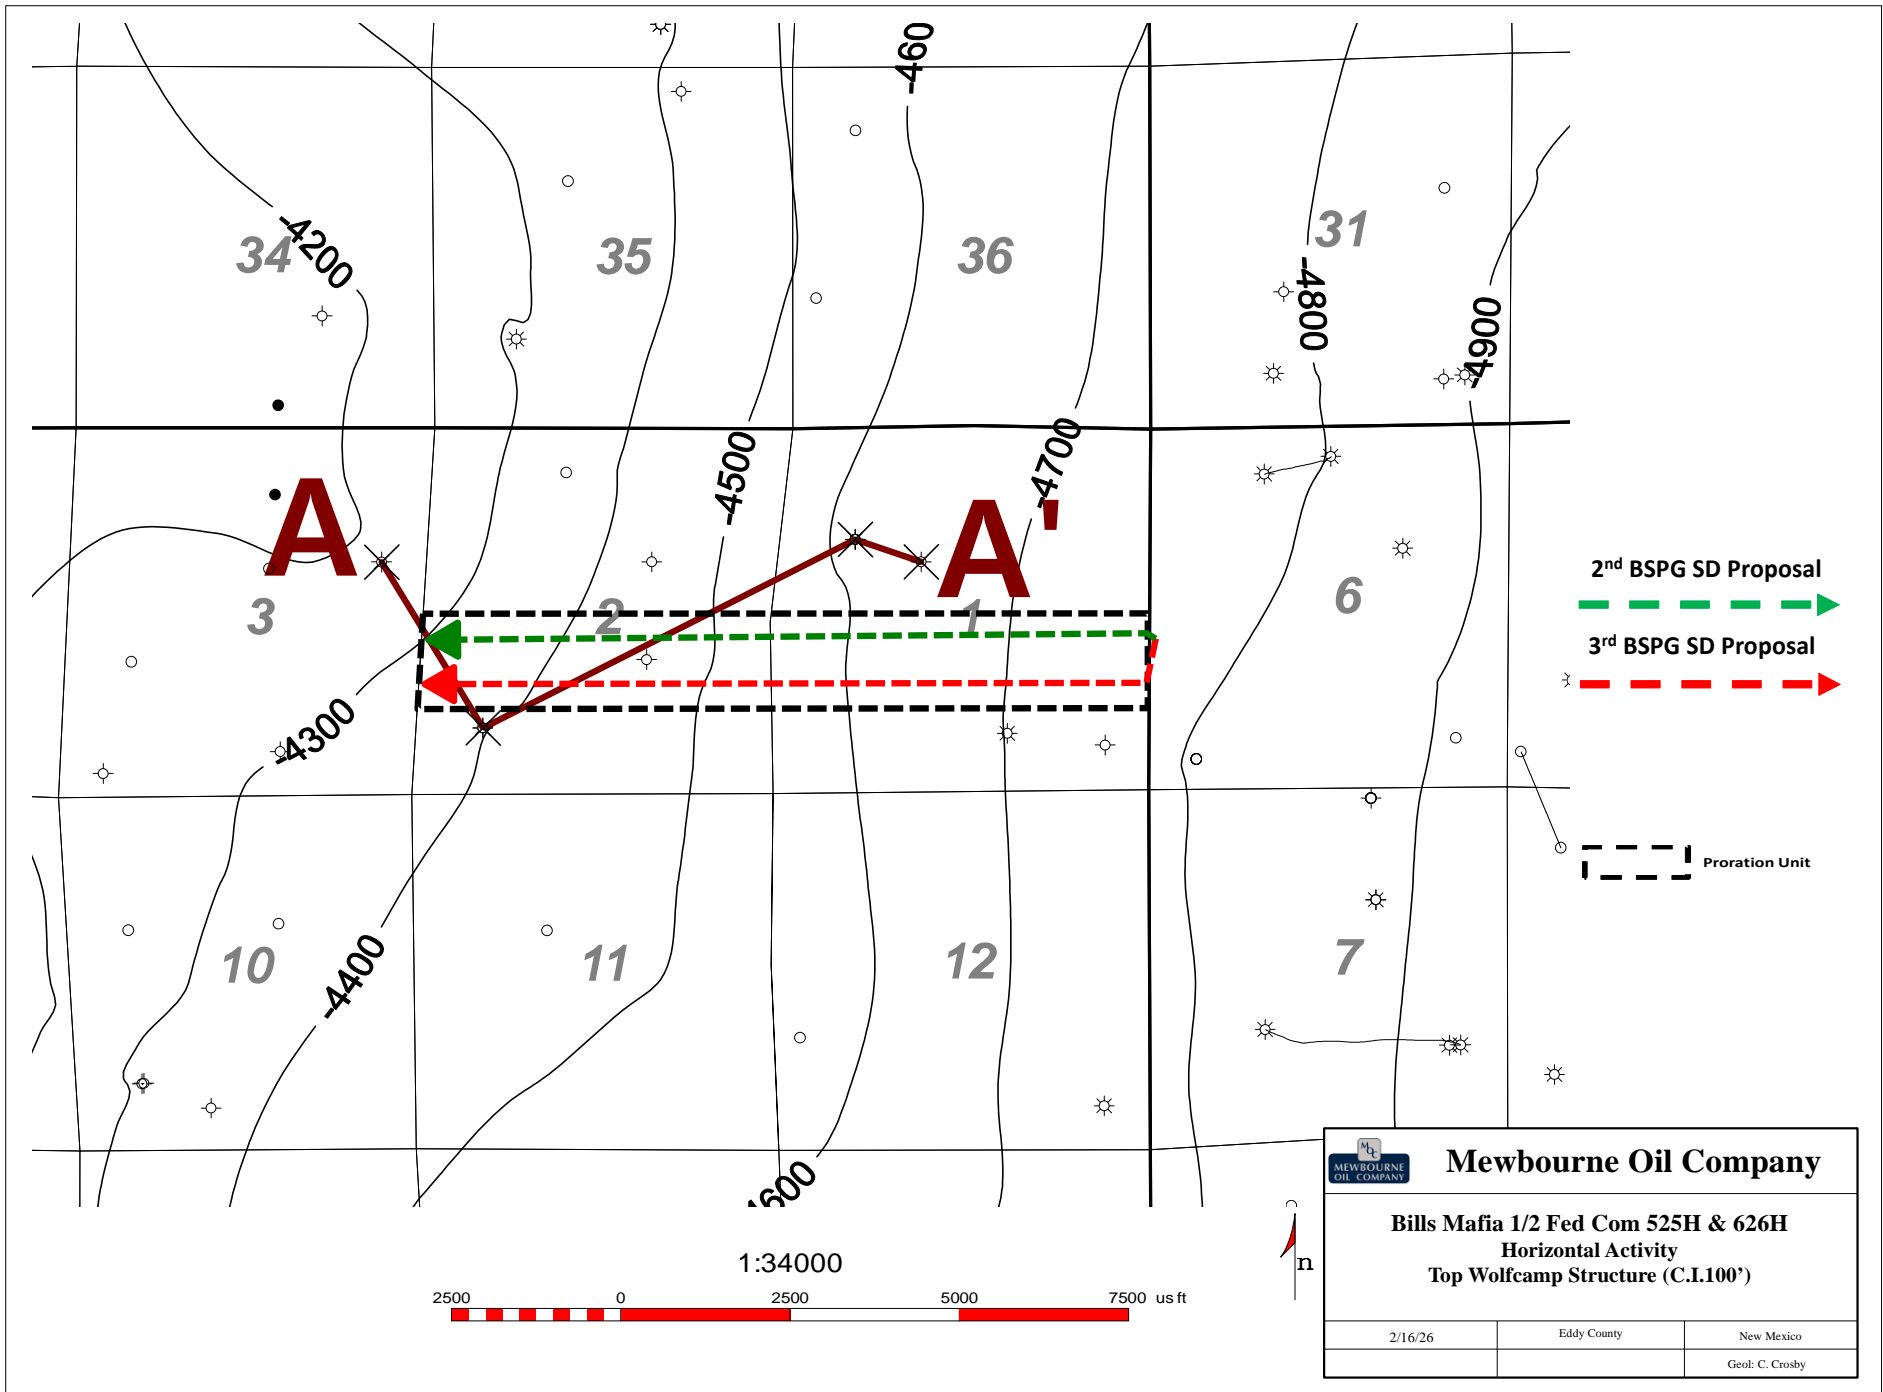 -460
34
-4200
35
36
31
-4800
-4900
-4500
-4700
A
A'
3
2
1
6
2nd BSPG SD Proposal
3rd BSPG SD Proposal
-4300
Proration Unit
10
-4400
11
12
7
1600
1:34000
2500 0 2500 5000 7500 us ft
n
MOC
MEWBOURNE
OIL COMPANY
Mewbourne Oil Company
Bills Mafia 1/2 Fed Com 525H & 626H
Horizontal Activity
Top Wolfcamp Structure (C.I.100’)
2/16/26 Eddy County New Mexico
Geol: C. Crosby